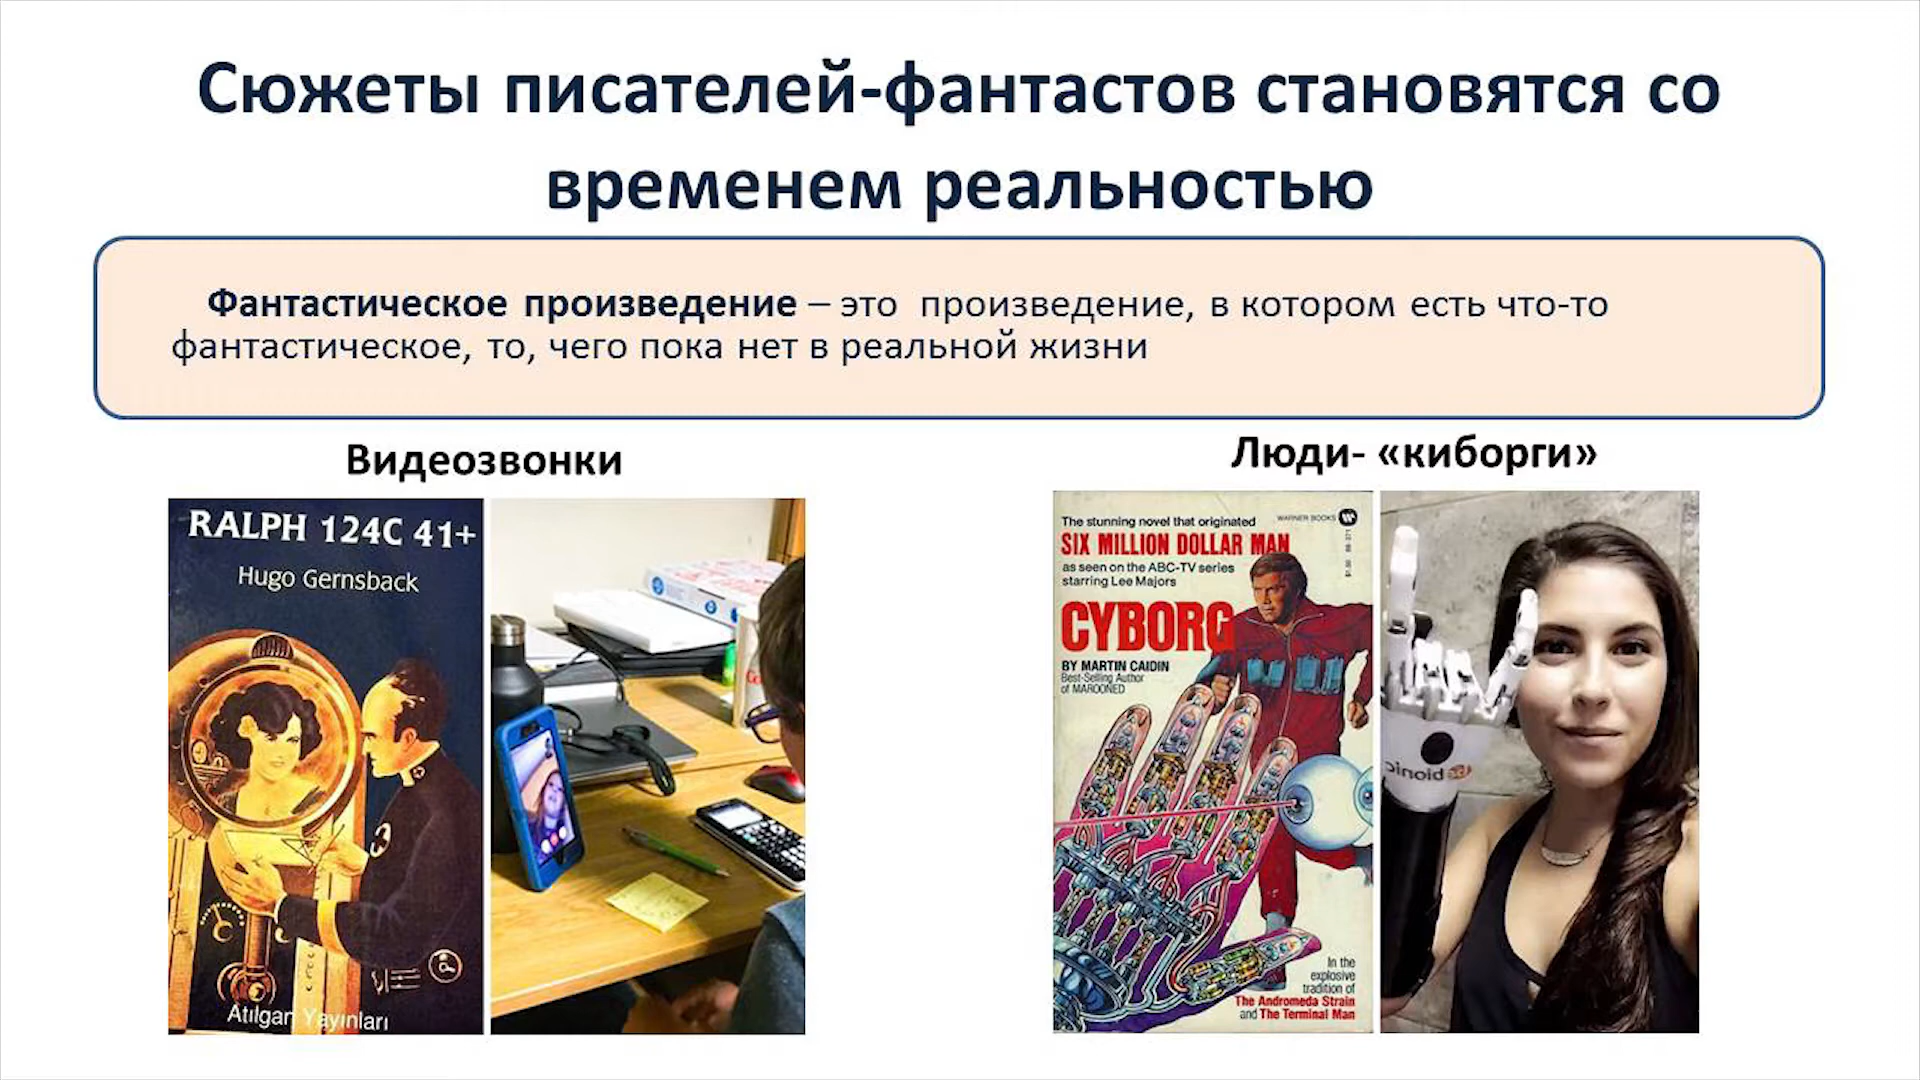 Сюжеты писателей-фантастов становятся со
временем реальностью
Фантастическое произведение – это произведение, в котором есть что-то
фантастическое, то, чего пока нет в реальной жизни
Видеозвонки
Люди- «киборги»
RALPH 124C 41+
Hugo Gernsback
Atılgan Yayınları
The stunning novel that originated
WARNER BOOKS
SIX MILLION DOLLAR MAN
as seen on the ABC-TV series
starring Lee Majors
CYBORG
BY MARTIN CAIDIN
Best-Selling Author
of MAROONED
In the
explosive
tradition of
The Andromeda Strain
and The Terminal Man